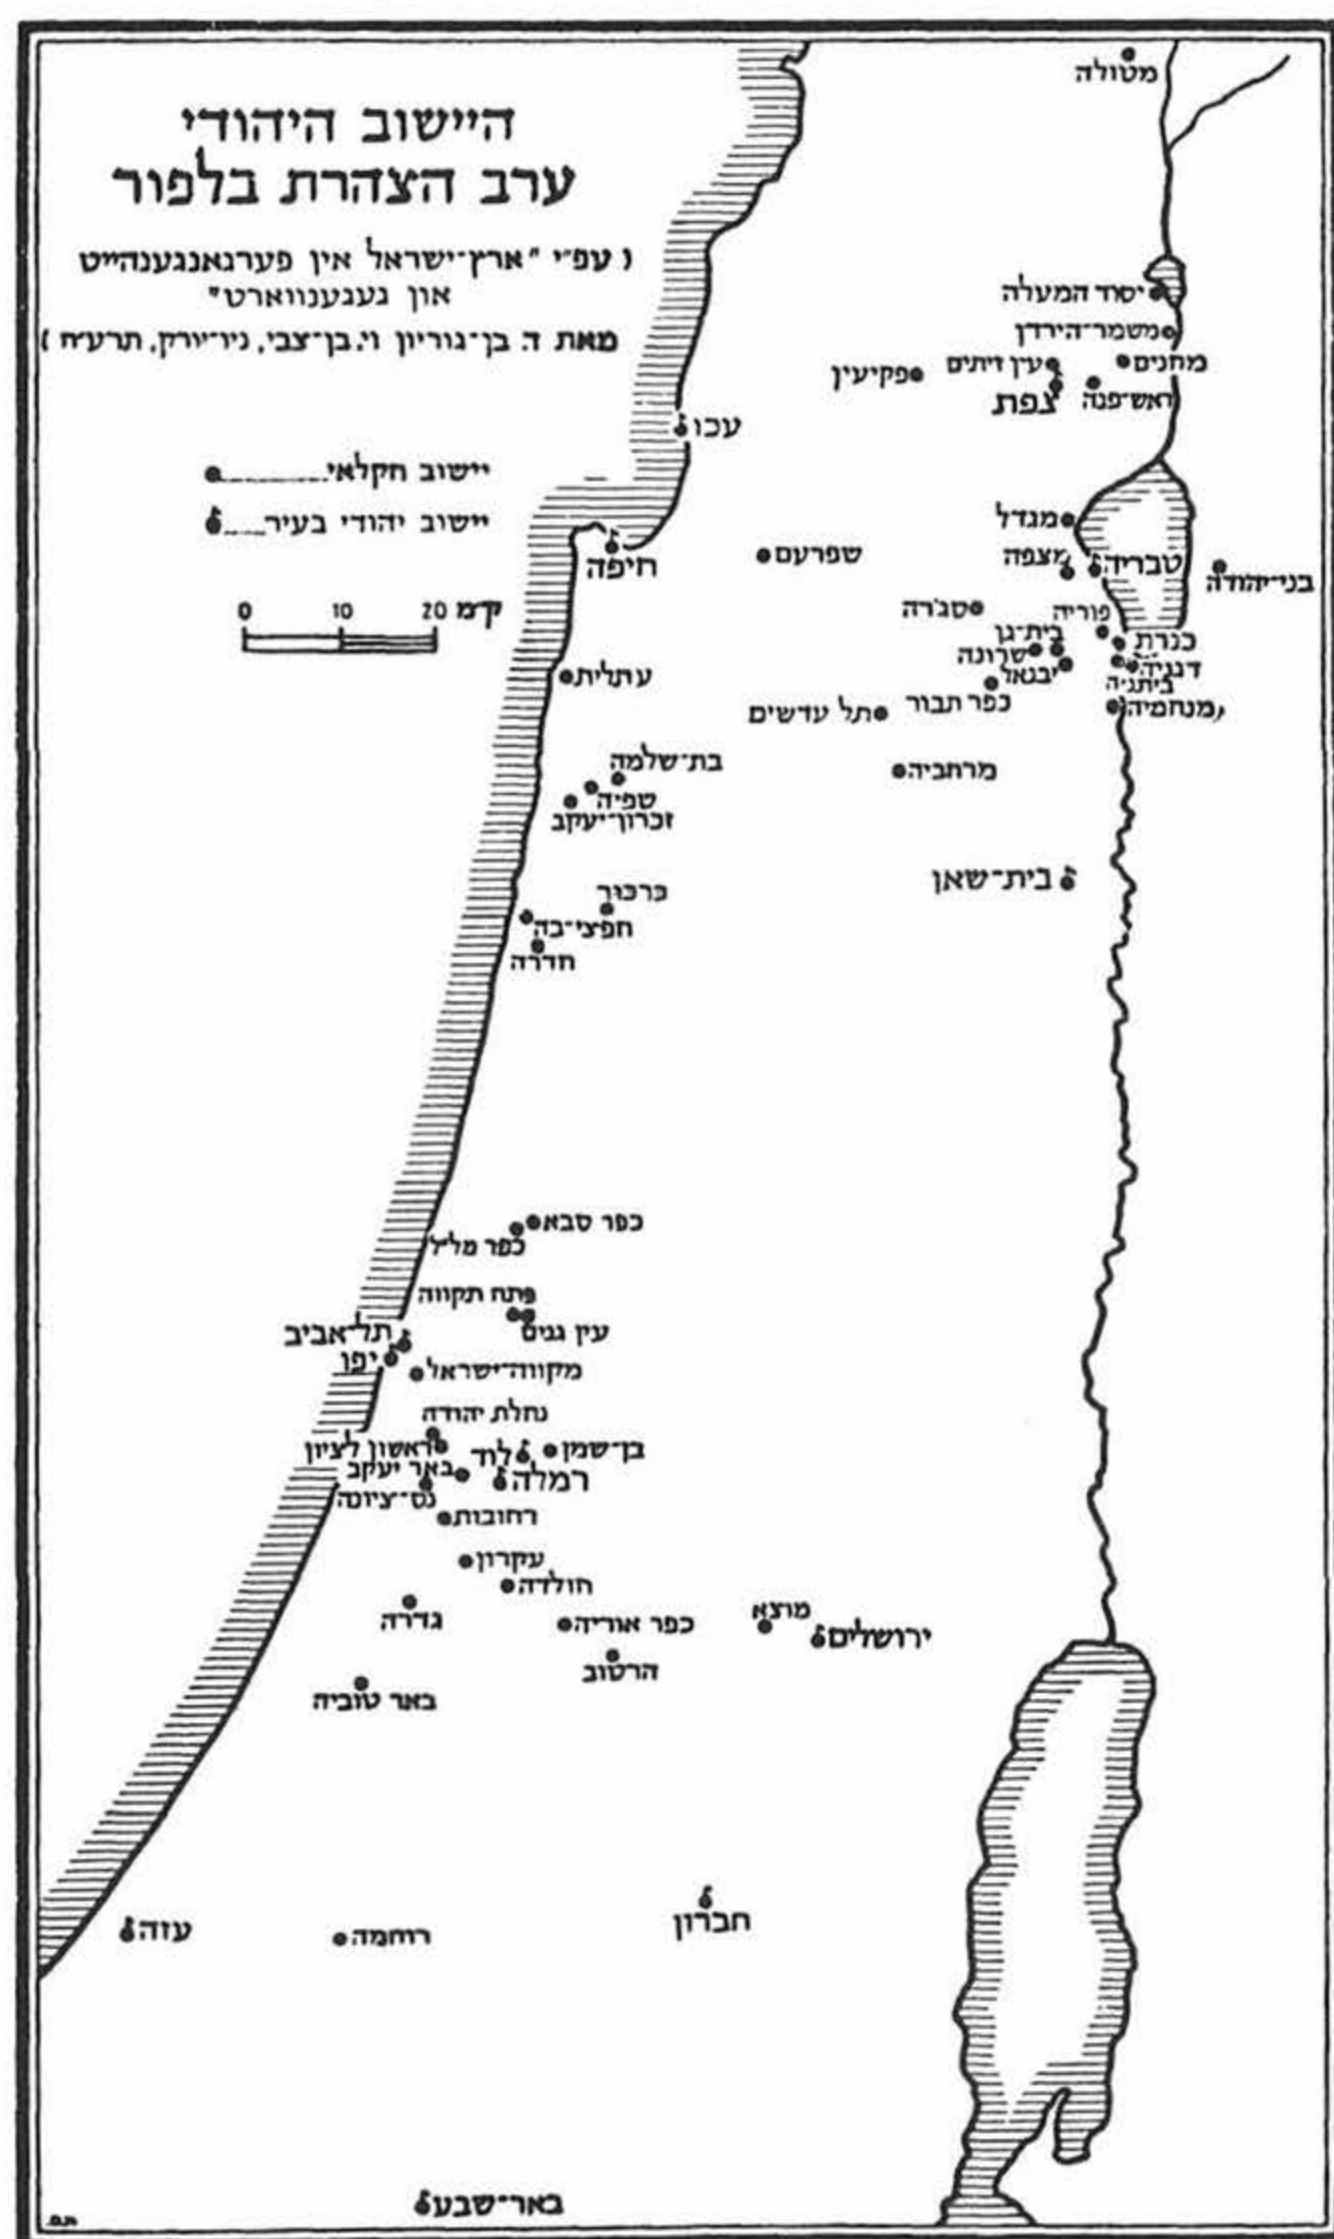 היישוב היהודי
ערב הצהרת בלפור
( עפ״י "ארץ־ישראל אין פערגאנגענהייט
און געגענווארט"
מאת ד. בן־גוריון וי. בן־צבי, ניו־יורק, תרע״ח )
יישוב חקלאי
יישוב יהודי בעיר
0 10 20 ק״מ
מטולה
יסוד המעלה
משמר־הירדן
מחנים
עין זיתים
פקיעין
ראש־פנה
צפת
עכו
מגדל
חיפה
שפרעם
מצפה
טבריה
בני־יהודה
סג׳רה
פוריה
בית־גן
כנרת
שרונה
דגניה
יבנאל
ביתניה
עתלית
כפר תבור
מנחמיה
תל עדשים
בת־שלמה
מרחביה
שפיה
זכרון־יעקב
בית־שאן
כרכור
חפצי־בה
חדרה
כפר סבא
כפר מל״ל
פתח תקווה
עין גנים
תל־אביב
יפו
מקווה־ישראל
נחלת יהודה
ראשון לציון
לוד
בן־שמן
באר יעקב
רמלה
נס־ציונה
רחובות
עקרון
חולדה
גדרה
כפר אוריה
מוצא
ירושלים
הרטוב
באר טוביה
חברון
עזה
רוחמה
באר־שבע